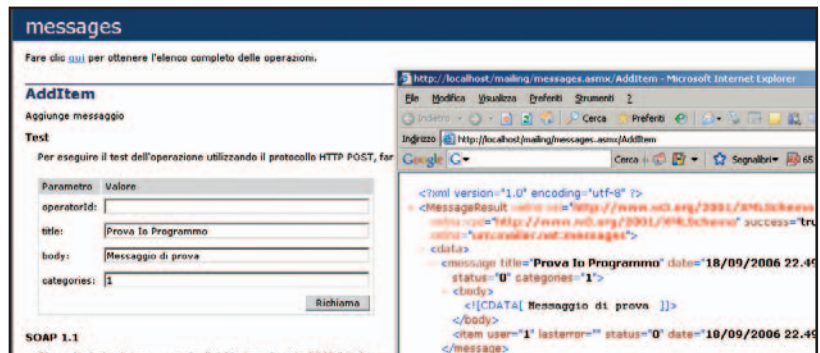 messages
Fare clic qui per ottenere l'elenco completo delle operazioni.
AddItem
Aggiunge messaggio
Test
Per eseguire il test dell'operazione utilizzando il protocollo HTTP POST, far
Parametro Valore
operatorId:
title: Prova Io Programmo
body: Messaggio di prova
categories: 1
Richiama
SOAP 1.1
http://localhost/mailing/messages.asmx/AddItem - Microsoft Internet Explorer
File Modifica Visualizza Preferiti Strumenti ?
Indietro Cerca Preferiti
Indirizzo http://localhost/mailing/messages.asmx/AddItem
Google G Cerca Segnalibri 65
<?xml version="1.0" encoding="utf-8" ?>
- <MessageResult "http://www.w3.org/2001/XMLSchema
"http://www.w3.org/2001/XMLSchema" success="tru
- <data>
- <message title="Prova Io Programmo" date="18/09/2006 22.49
status="0" categories="1">
- <body>
<![CDATA[ Messaggio di prova ]]>
</body>
<item user="1" lasterror="" status="0" date="18/09/2006 22.49
</message>